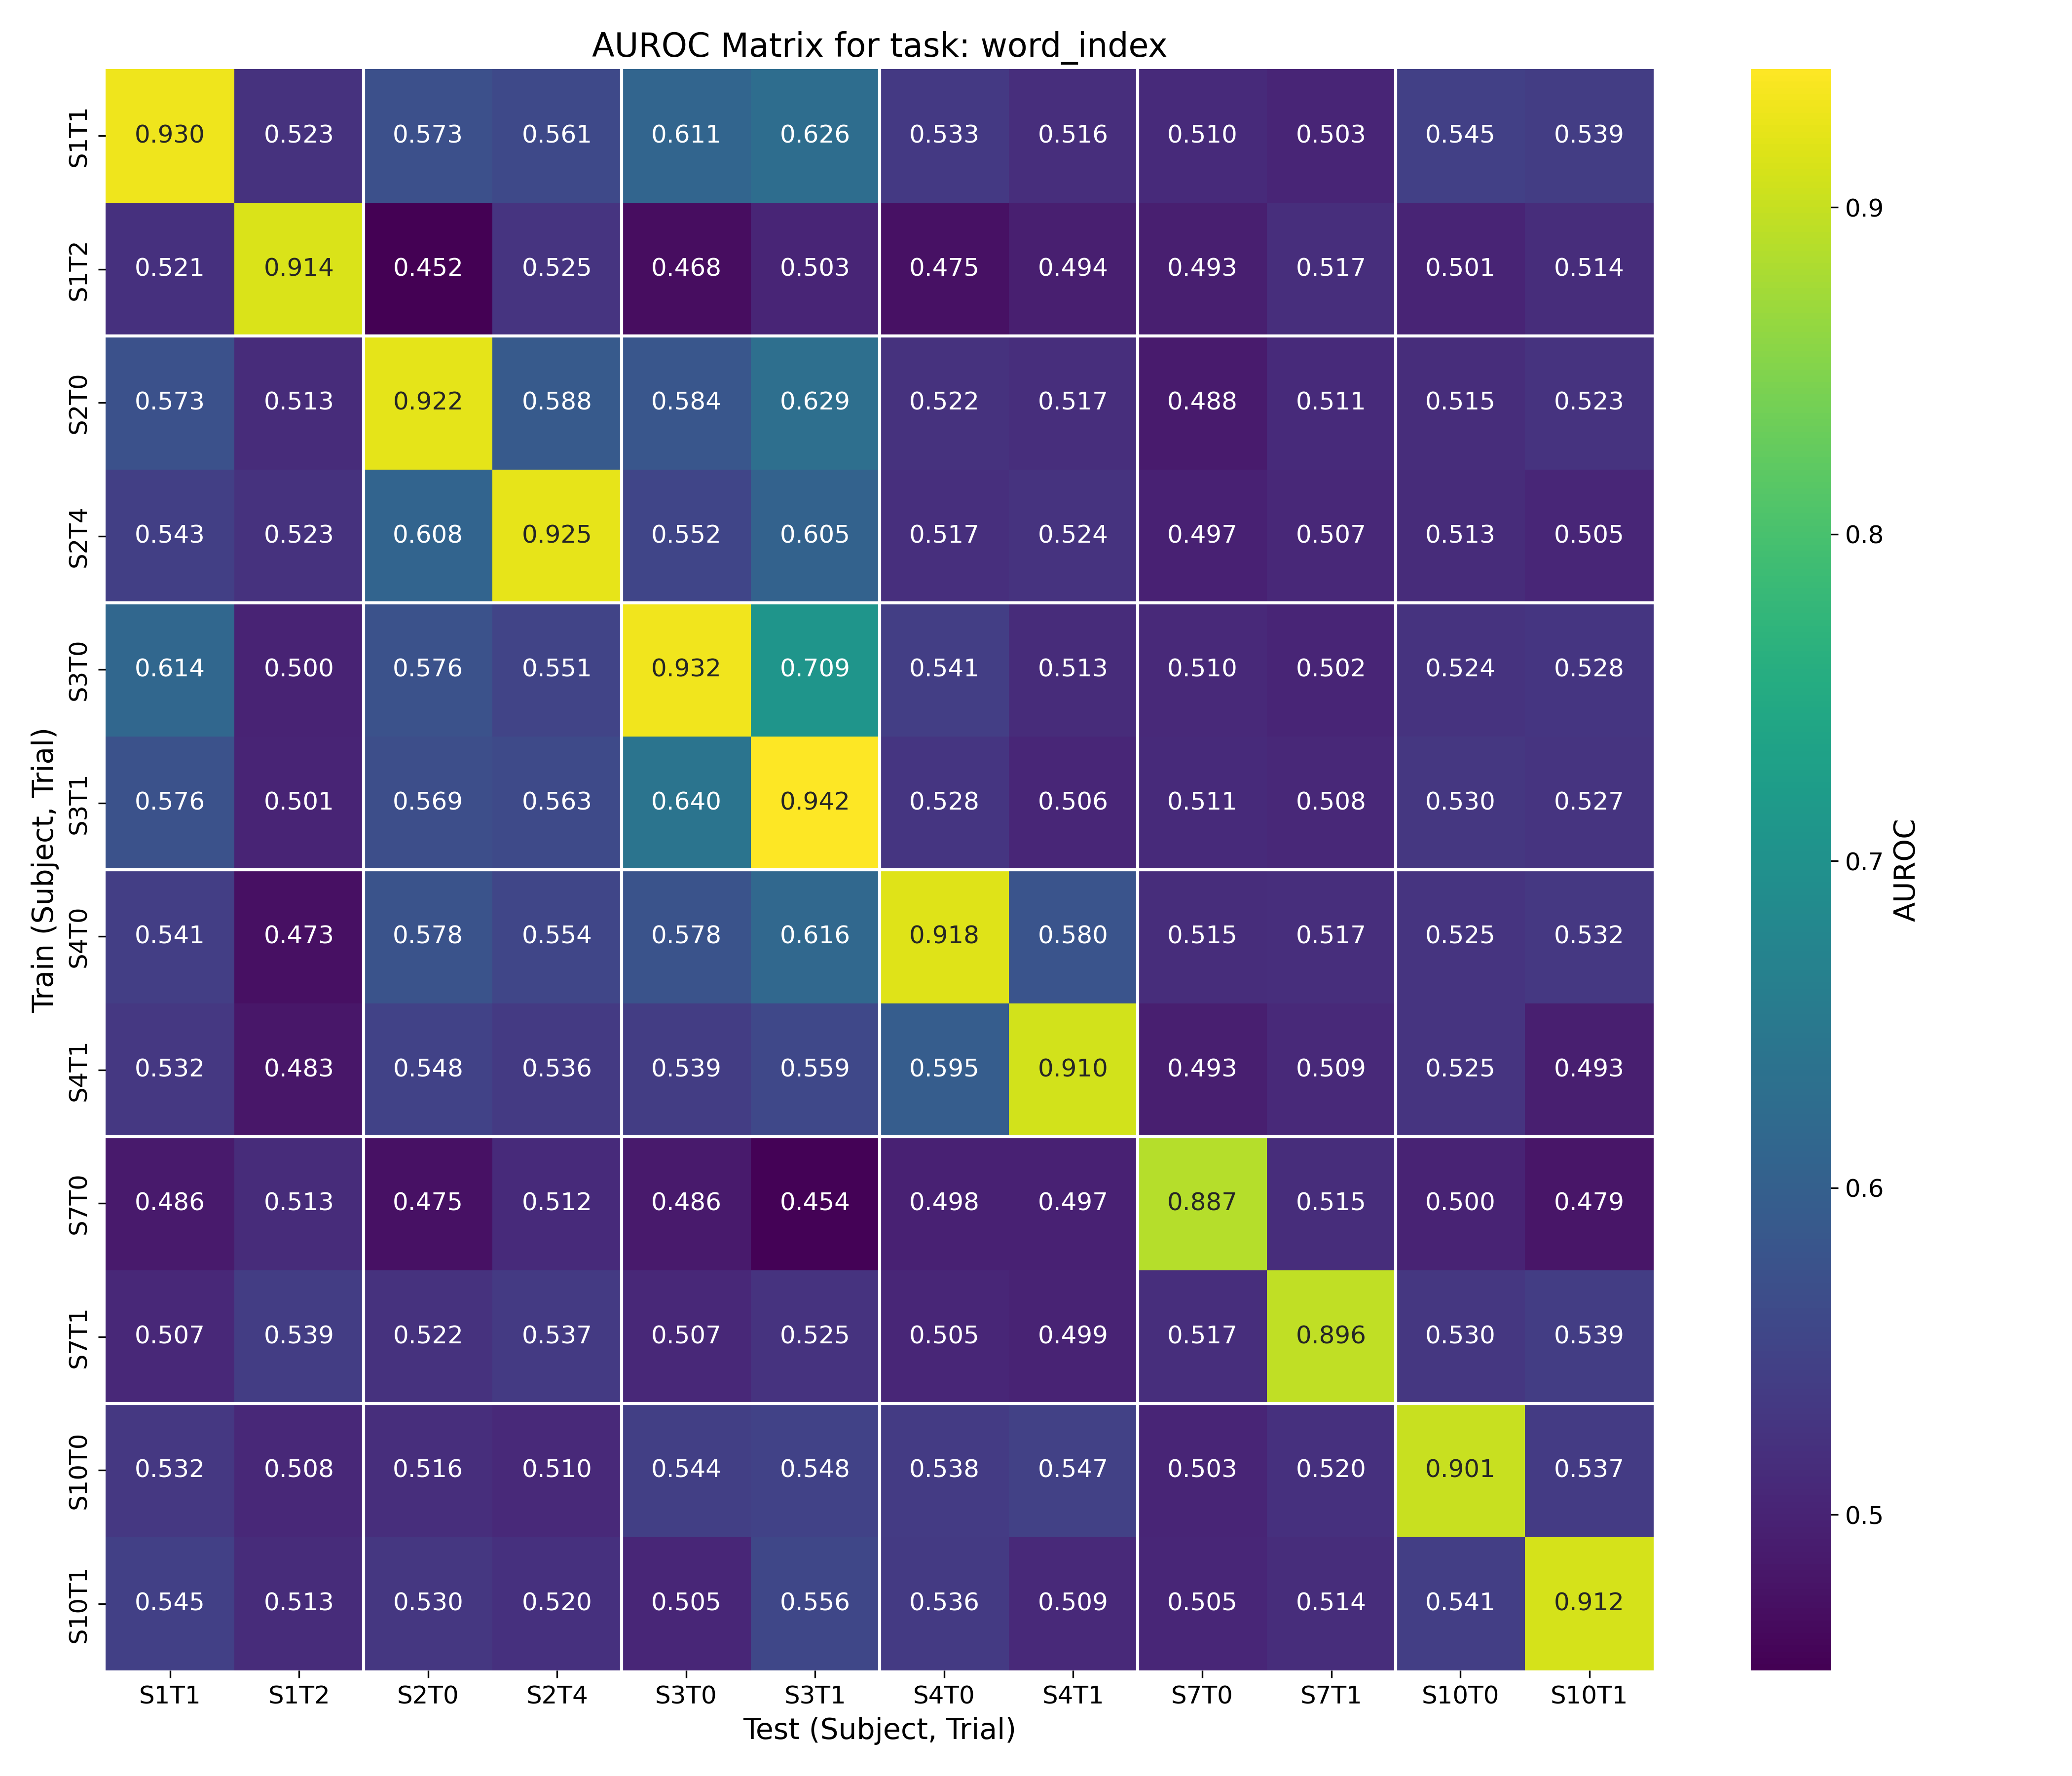 AUROC Matrix for task: word_index
S1T1 0.930 0.523 0.573 0.561 0.611 0.626 0.533 0.516 0.510 0.503 0.545 0.539
S1T2 0.521 0.914 0.452 0.525 0.468 0.503 0.475 0.494 0.493 0.517 0.501 0.514
S2T0 0.573 0.513 0.922 0.588 0.584 0.629 0.522 0.517 0.488 0.511 0.515 0.523
S2T4 0.543 0.523 0.608 0.925 0.552 0.605 0.517 0.524 0.497 0.507 0.513 0.505
S3T0 0.614 0.500 0.576 0.551 0.932 0.709 0.541 0.513 0.510 0.502 0.524 0.528
S3T1 0.576 0.501 0.569 0.563 0.640 0.942 0.528 0.506 0.511 0.508 0.530 0.527
S4T0 0.541 0.473 0.578 0.554 0.578 0.616 0.918 0.580 0.515 0.517 0.525 0.532
S4T1 0.532 0.483 0.548 0.536 0.539 0.559 0.595 0.910 0.493 0.509 0.525 0.493
S7T0 0.486 0.513 0.475 0.512 0.486 0.454 0.498 0.497 0.887 0.515 0.500 0.479
S7T1 0.507 0.539 0.522 0.537 0.507 0.525 0.505 0.499 0.517 0.896 0.530 0.539
S10T0 0.532 0.508 0.516 0.510 0.544 0.548 0.538 0.547 0.503 0.520 0.901 0.537
S10T1 0.545 0.513 0.530 0.520 0.505 0.556 0.536 0.509 0.505 0.514 0.541 0.912
S1T1 S1T2 S2T0 S2T4 S3T0 S3T1 S4T0 S4T1 S7T0 S7T1 S10T0 S10T1
Test (Subject, Trial)
Train (Subject, Trial)
0.9
0.8
0.7
0.6
0.5
AUROC